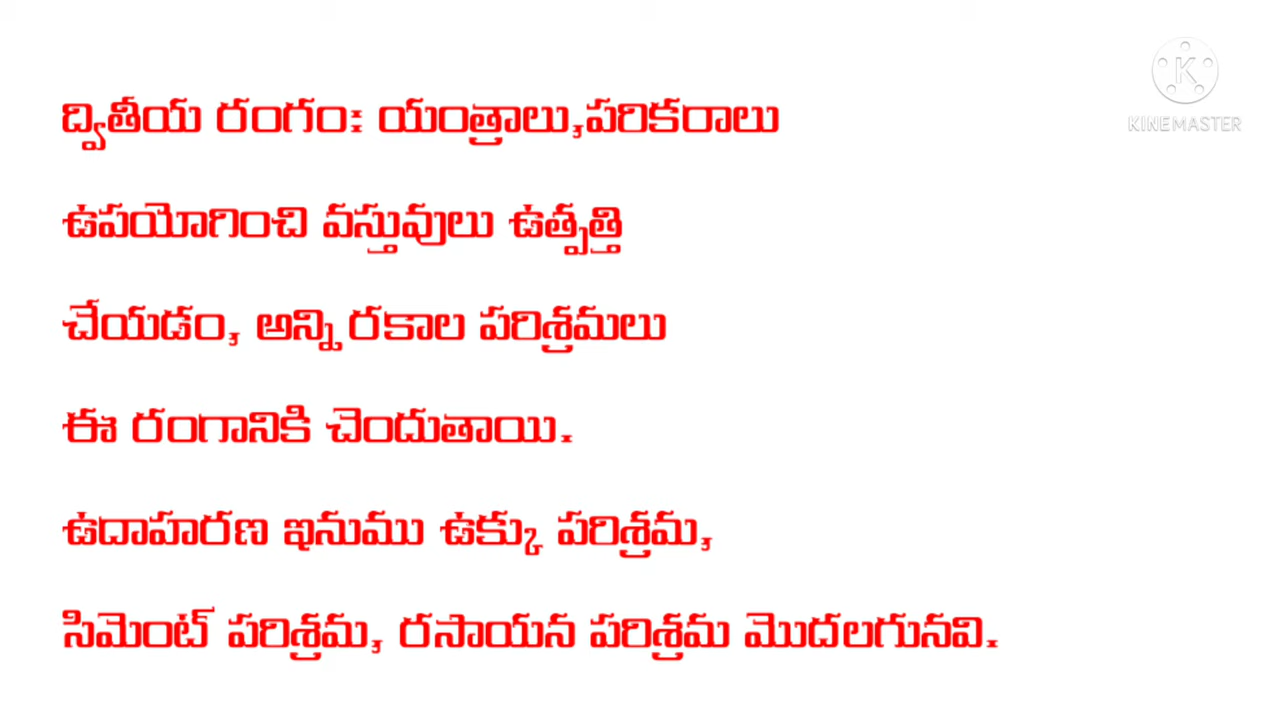 ద్వితీయ రంగం: యంత్రాలు,పరికరాలు
ఉపయోగించి వస్తువులు ఉత్పత్తి
చేయడం, అన్ని రకాల పరిశ్రమలు
ఈ రంగానికి చెందుతాయి.
ఉదాహరణ ఇనుము ఉక్కు పరిశ్రమ,
సిమెంట్ పరిశ్రమ, రసాయన పరిశ్రమ మొదలగునవి.
K
KINEMASTER